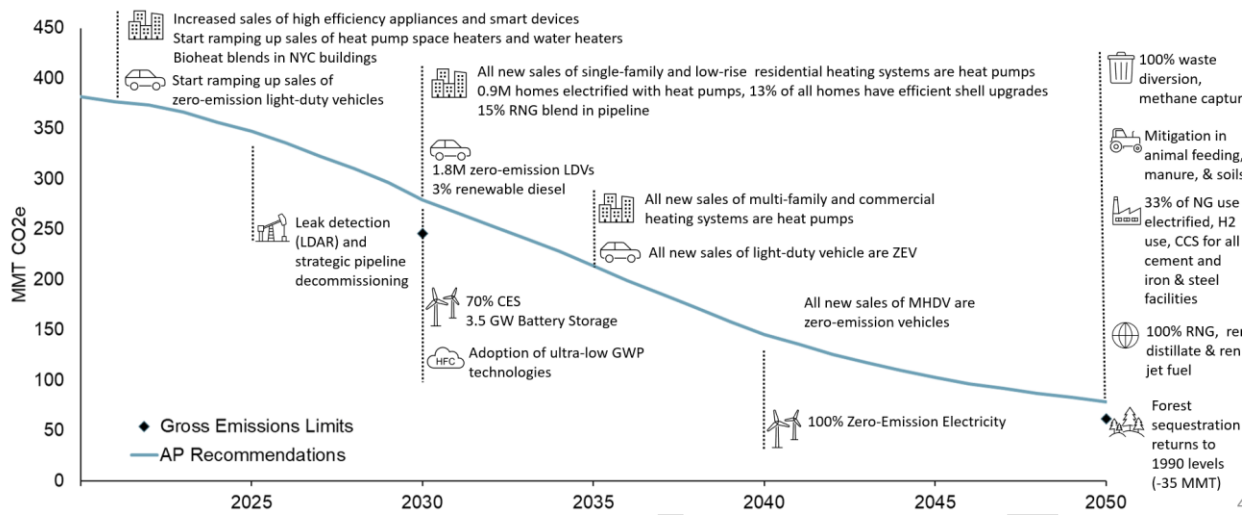 MMT CO2e
450
400
350
300
250
200
150
100
50
0
Increased sales of high efficiency appliances and smart devices
Start ramping up sales of heat pump space heaters and water heaters
Bioheat blends in NYC buildings
Start ramping up sales of
zero-emission light-duty vehicles
Leak detection
(LDAR) and
strategic pipeline
decommissioning
All new sales of single-family and low-rise residential heating systems are heat pumps
0.9M homes electrified with heat pumps, 13% of all homes have efficient shell upgrades
15% RNG blend in pipeline
1.8M zero-emission LDVs
3% renewable diesel
70% CES
3.5 GW Battery Storage
HFC
Adoption of ultra-low GWP
technologies
All new sales of multi-family and commercial
heating systems are heat pumps
All new sales of light-duty vehicle are ZEV
All new sales of MHDV are
zero-emission vehicles
100% Zero-Emission Electricity
100% waste
diversion,
methane captur
Mitigation in
animal feeding,
manure, & soils
33% of NG use
electrified, H2
use, CCS for all
cement and
iron & steel
facilities
100% RNG, ren
distillate & ren
jet fuel
Forest
sequestration
returns to
1990 levels
(-35 MMT)
Gross Emissions Limits
AP Recommendations
2025
2030
2035
2040
2045
2050